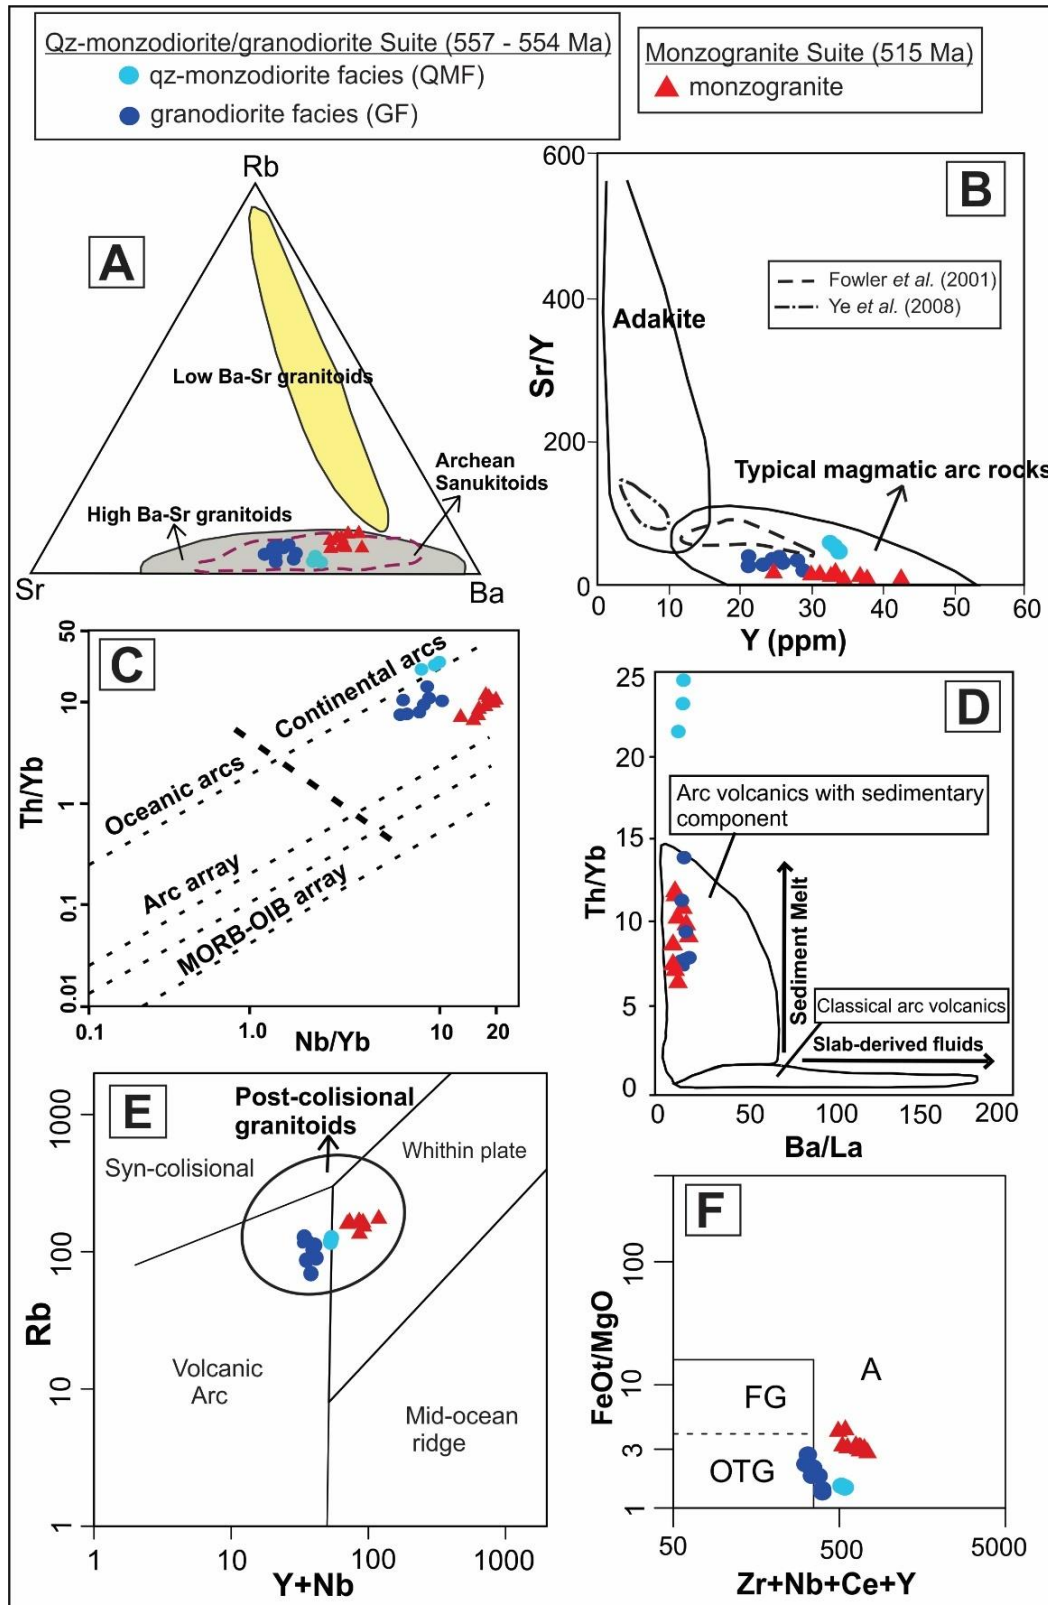 Qz-monzodiorite/granodiorite Suite (557 - 554 Ma)
qz-monzodiorite facies (QMF)
granodiorite facies (GF)
Monzogranite Suite (515 Ma)
monzogranite
A
Rb
Low Ba-Sr granitoids
Archean
Sanukitoids
High Ba-Sr granitoids
Sr
Ba
B
600
400
200
0
Sr/Y
Adakite
Fowler et al. (2001)
Ye et al. (2008)
Typical magmatic arc rocks
0 10 20 30 40 50 60
Y (ppm)
C
50
10
1
0.1
0.01
Th/Yb
Continental arcs
Oceanic arcs
Arc array
MORB-OIB array
0.1 1.0 10 20
Nb/Yb
D
25
20
15
10
5
0
Th/Yb
Arc volcanics with sedimentary
component
Sediment Melt
Classical arc volcanics
Slab-derived fluids
0 50 100 150 200
Ba/La
E
1000
100
10
1
Rb
Post-colisional
granitoids
Syn-colisional
Whithin plate
Volcanic
Arc
Mid-ocean
ridge
1 10 100 1000
Y+Nb
F
100
10
3
1
FeOt/MgO
A
FG
OTG
50 500 5000
Zr+Nb+Ce+Y